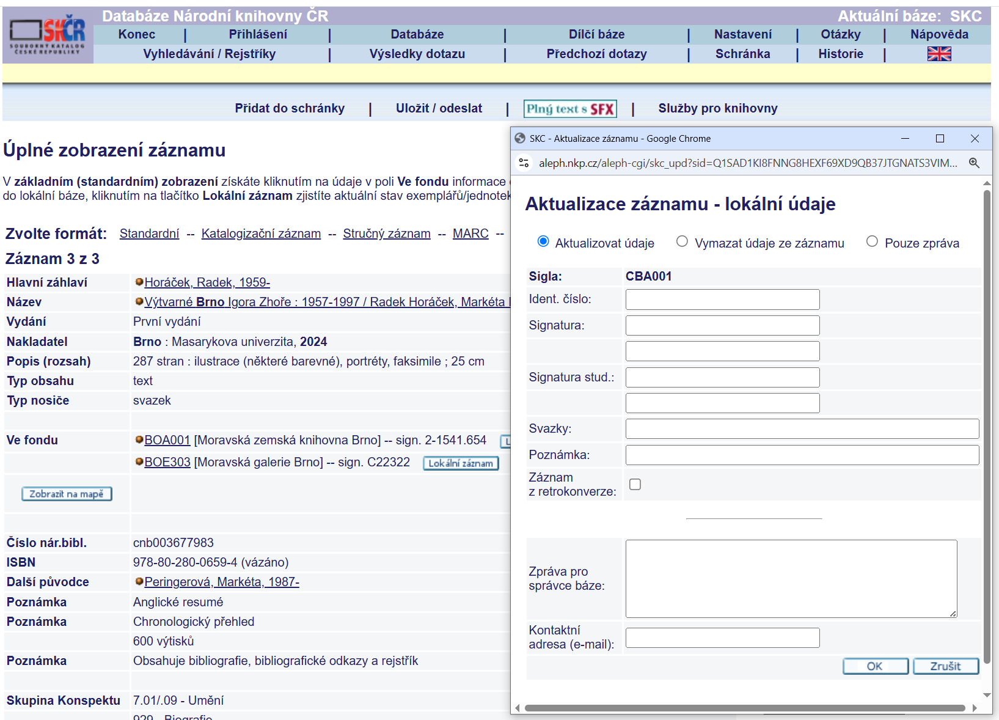 SKČR
SOUBORNÝ KATALOG
ČESKÉ REPUBLIKY
Databáze Národní knihovny ČR
Aktuální báze: SKC
Konec | Přihlášení | Databáze | Dílčí báze | Nastavení | Otázky | Nápověda
Vyhledávání / Rejstříky | Výsledky dotazu | Předchozí dotazy | Schránka | Historie |
Přidat do schránky | Uložit / odeslat | Plný text s SFX | Služby pro knihovny
Úplné zobrazení záznamu
V základním (standardním) zobrazení získáte kliknutím na údaje v poli Ve fondu informace
do lokální báze, kliknutím na tlačítko Lokální záznam zjistíte aktuální stav exemplářů/jednotek
Zvolte formát: Standardní -- Katalogizační záznam -- Stručný záznam -- MARC --
Záznam 3 z 3
Hlavní záhlaví Horáček, Radek, 1959-
Název Výtvarné Brno Igora Zhoře : 1957-1997 / Radek Horáček, Markéta
Vydání První vydání
Nakladatel Brno : Masarykova univerzita, 2024
Popis (rozsah) 287 stran : ilustrace (některé barevné), portréty, faksimile ; 25 cm
Typ obsahu text
Typ nosiče svazek
Ve fondu BOA001 [Moravská zemská knihovna Brno] -- sign. 2-1541.654
BOE303 [Moravská galerie Brno] -- sign. C22322 Lokální záznam
Zobrazit na mapě
Číslo nár.bibl. cnb003677983
ISBN 978-80-280-0659-4 (vázáno)
Další původce Peringerová, Markéta, 1987-
Poznámka Anglické resumé
Poznámka Chronologický přehled
600 výtisků
Poznámka Obsahuje bibliografie, bibliografické odkazy a rejstřík
Skupina Konspektu 7.01/.09 - Umění
929 - Biografie
SKC - Aktualizace záznamu - Google Chrome
aleph.nkp.cz/aleph-cgi/skc_upd?sid=Q1SAD1KI8FNNG8HEXF69XD9QB37JTGNATS3VIM...
Aktualizace záznamu - lokální údaje
Aktualizovat údaje Vymazat údaje ze záznamu Pouze zpráva
Sigla: CBA001
Ident. číslo:
Signatura:
Signatura stud.:
Svazky:
Poznámka:
Záznam
z retrokonverze:
Zpráva pro
správce báze:
Kontaktní
adresa (e-mail):
OK Zrušit